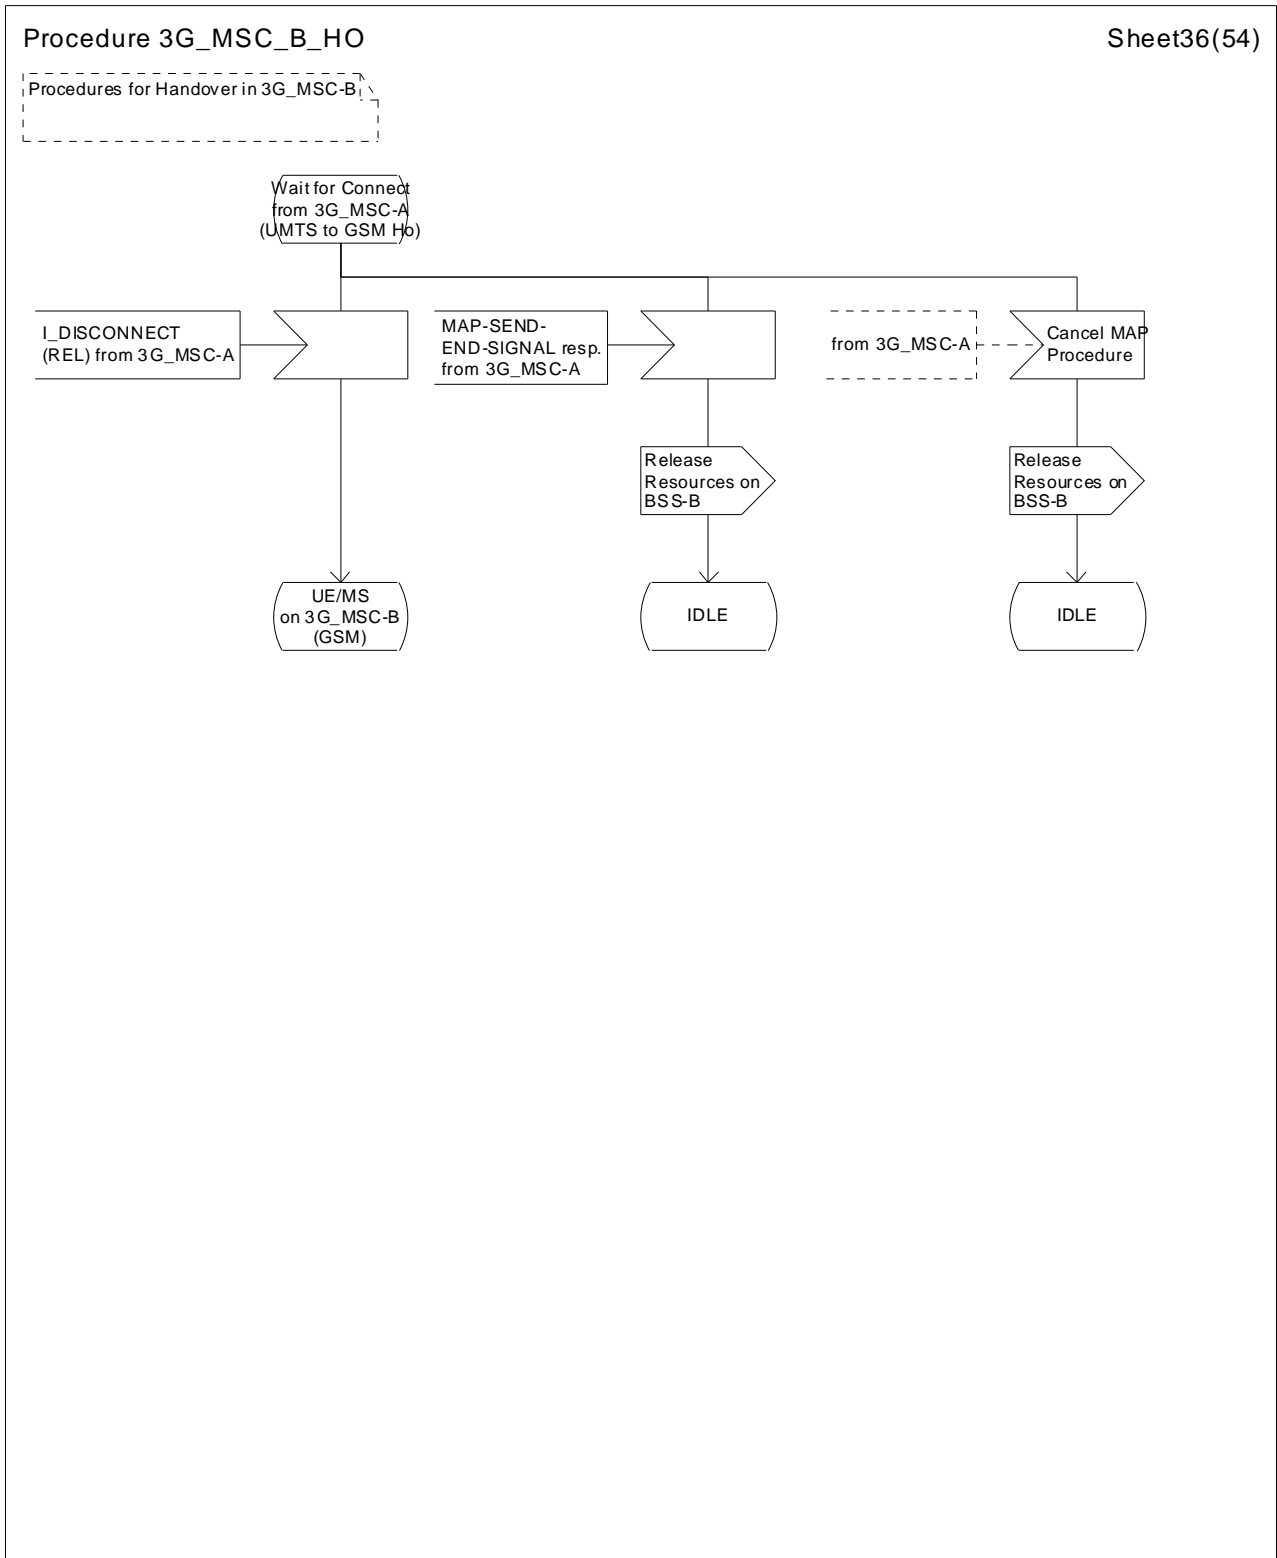 Procedure 3G_MSC_B_HO
Sheet36(54)
Procedures for Handover in 3G_MSC-B
Wait for Connect
from 3G_MSC-A
(UMTS to GSM Ho)
I_DISCONNECT
(REL) from 3G_MSC-A
MAP-SEND-
END-SIGNAL resp.
from 3G_MSC-A
from 3G_MSC-A
Cancel MAP
Procedure
Release
Resources on
BSS-B
Release
Resources on
BSS-B
UE/MS
on 3G_MSC-B
(GSM)
IDLE
IDLE